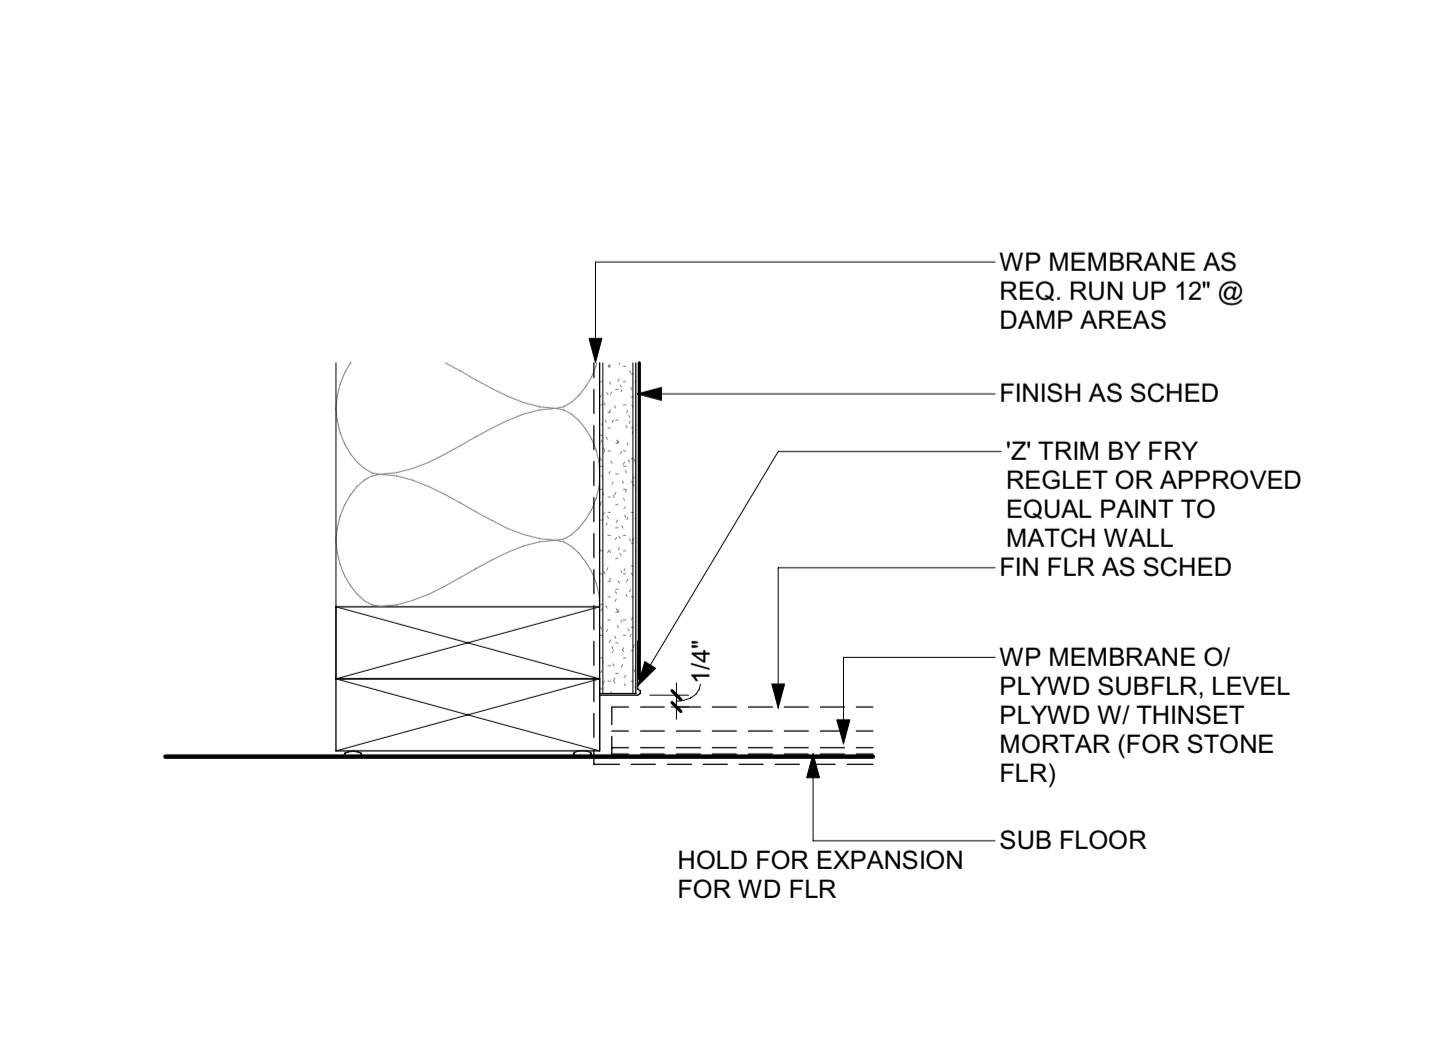 WP MEMBRANE AS
REQ. RUN UP 12" @
DAMP AREAS
FINISH AS SCHED
'Z' TRIM BY FRY
REGLET OR APPROVED
EQUAL PAINT TO
MATCH WALL
FIN FLR AS SCHED
1/4"
WP MEMBRANE O/
PLYWD SUBFLR, LEVEL
PLYWD W/ THINSET
MORTAR (FOR STONE
FLR)
SUB FLOOR
HOLD FOR EXPANSION
FOR WD FLR